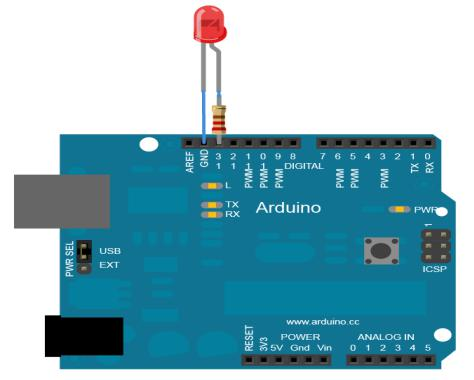 AREF
GND
13
12
PWM 11
PWM 10
PWM 9
8
DIGITAL
7
PWM 6
PWM 5
4
PWM 3
2
TX 1
RX 0
L
TX
RX
Arduino
PWR
1
ICSP
PWR SEL
USB
EXT
www.arduino.cc
POWER
ANALOG IN
RESET
3V3
5V
Gnd
Vin
0 1 2 3 4 5